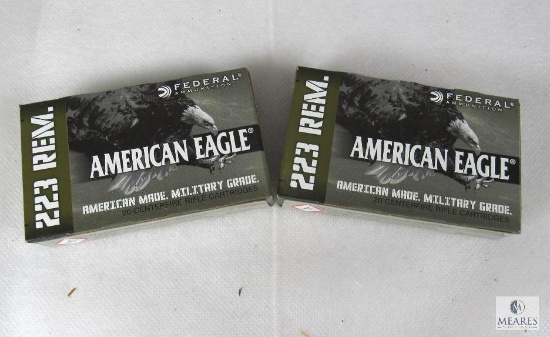 FEDERAL®
AMMUNITION
223 REM.
AMERICAN EAGLE®
AMERICAN MADE. MILITARY GRADE.
20 CENTERFIRE RIFLE CARTRIDGES
FEDERAL®
AMMUNITION
223 REM.
AMERICAN EAGLE®
AMERICAN MADE. MILITARY GRADE.
20 CENTERFIRE RIFLE CARTRIDGES
MEARES